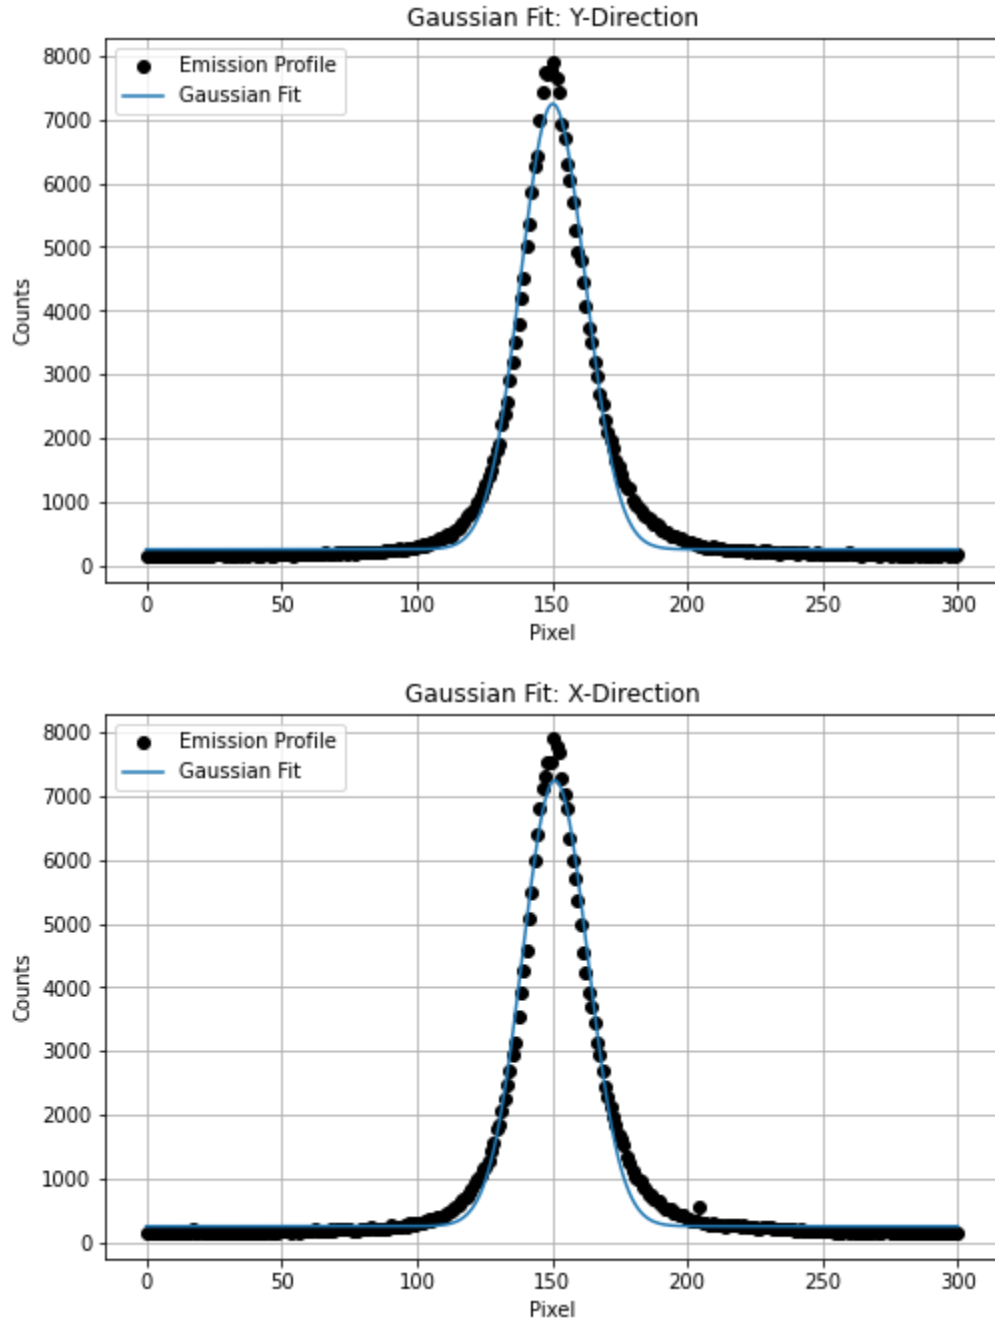 Gaussian Fit: Y-Direction
8000
7000
6000
5000
4000
3000
2000
1000
0
Counts
Emission Profile
Gaussian Fit
0 50 100 150 200 250 300
Pixel
Gaussian Fit: X-Direction
8000
7000
6000
5000
4000
3000
2000
1000
0
Counts
Emission Profile
Gaussian Fit
0 50 100 150 200 250 300
Pixel